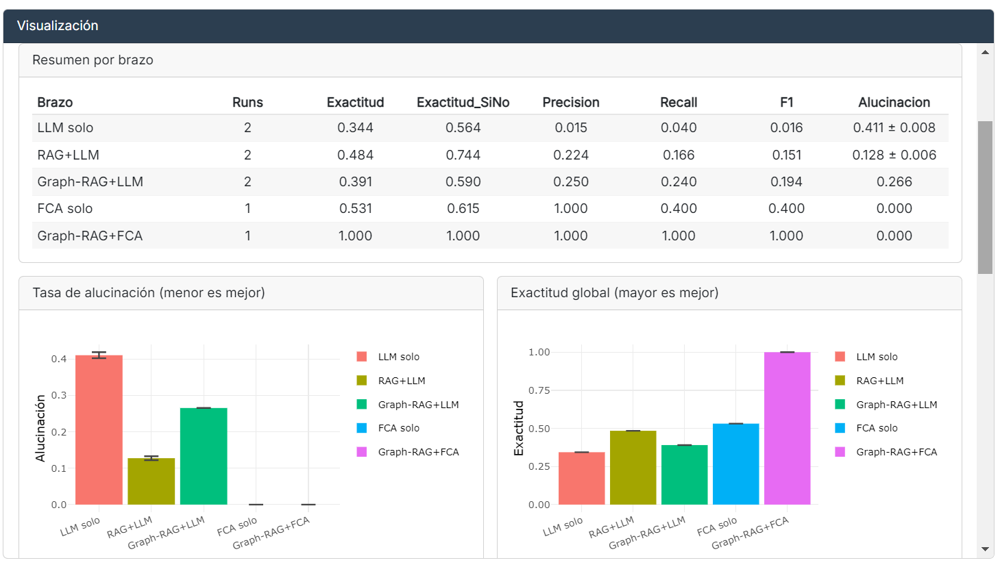 Visualización
Resumen por brazo
Brazo Runs Exactitud Exactitud_SiNo Precision Recall F1 Alucinacion
LLM solo 2 0.344 0.564 0.015 0.040 0.016 0.411 ± 0.008
RAG+LLM 2 0.484 0.744 0.224 0.166 0.151 0.128 ± 0.006
Graph-RAG+LLM 2 0.391 0.590 0.250 0.240 0.194 0.266
FCA solo 1 0.531 0.615 1.000 0.400 0.400 0.000
Graph-RAG+FCA 1 1.000 1.000 1.000 1.000 1.000 0.000
Tasa de alucinación (menor es mejor)
Alucinación
0.4
0.3
0.2
0.1
0.0
LLM solo
RAG+LLM
Graph-RAG+LLM
FCA solo
Graph-RAG+FCA
LLM solo
RAG+LLM
Graph-RAG+LLM
FCA solo
Graph-RAG+FCA
Exactitud global (mayor es mejor)
Exactitud
1.00
0.75
0.50
0.25
0.00
LLM solo
RAG+LLM
Graph-RAG+LLM
FCA solo
Graph-RAG+FCA
LLM solo
RAG+LLM
Graph-RAG+LLM
FCA solo
Graph-RAG+FCA